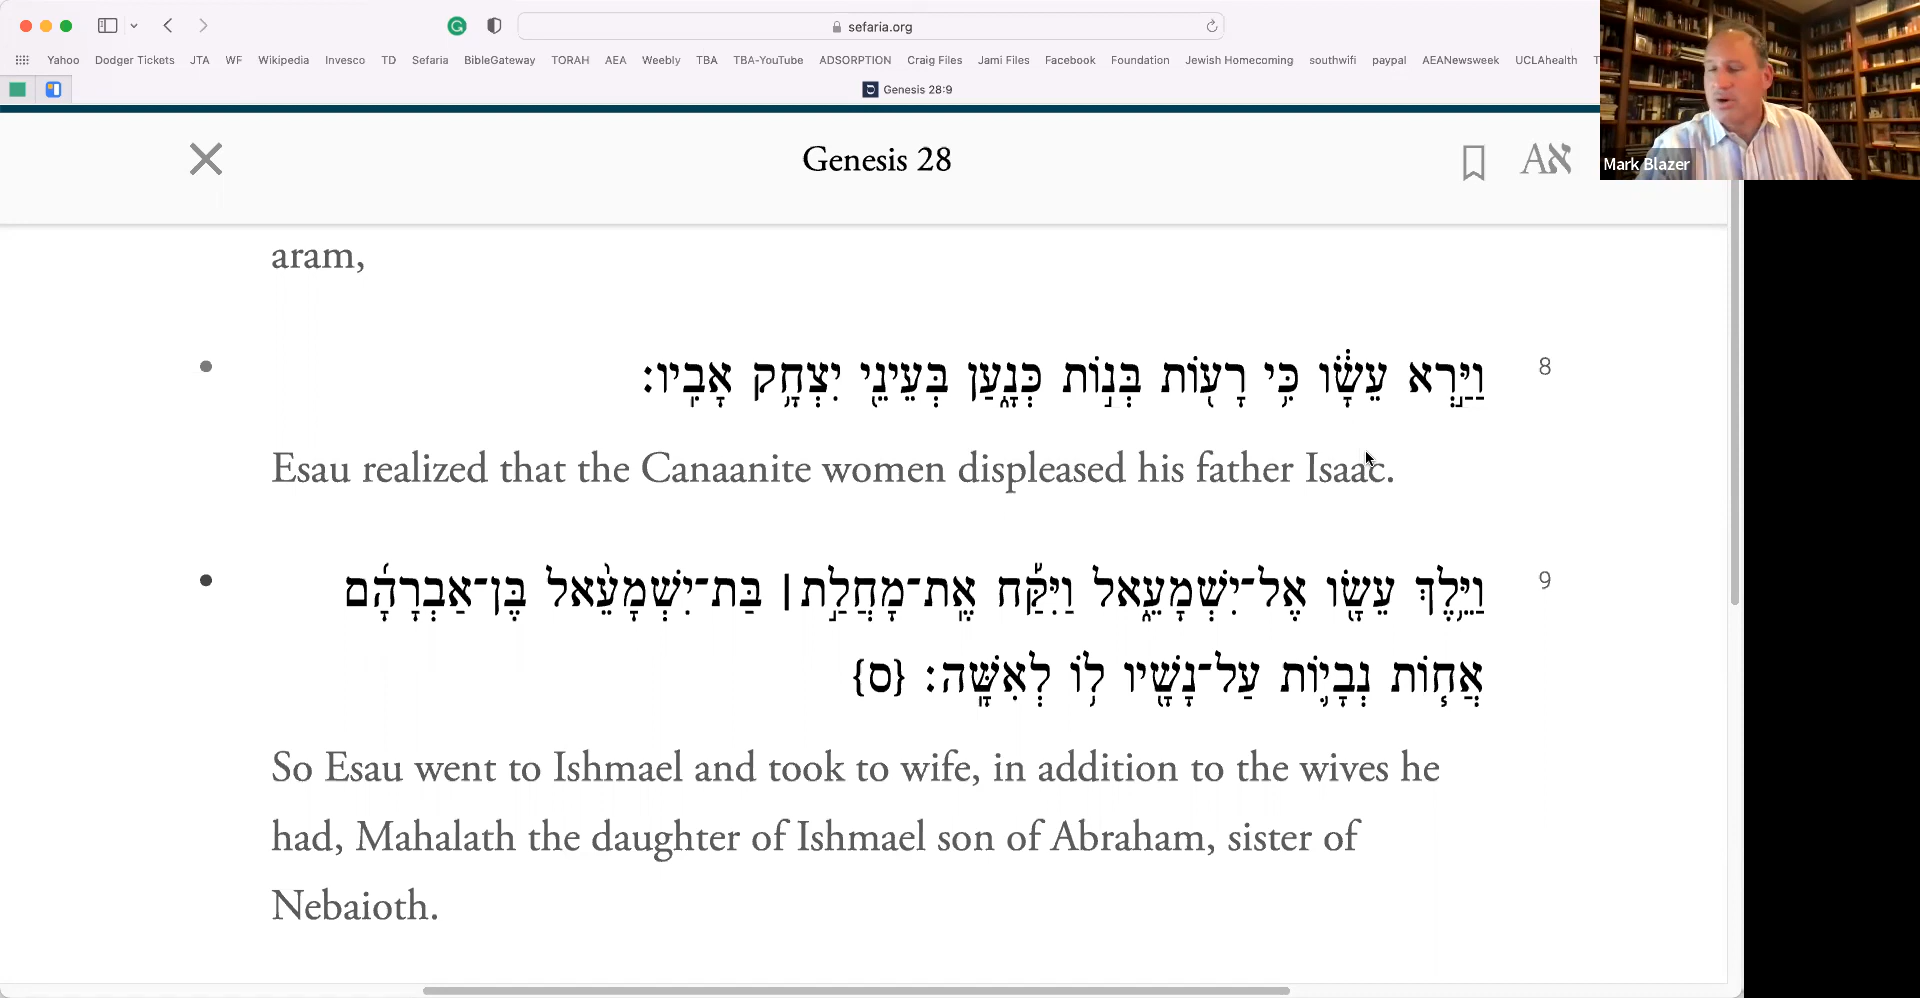 sefaria.org
Yahoo Dodger Tickets JTA WF Wikipedia Invesco TD Sefaria BibleGateway TORAH AEA Weebly TBA TBA-YouTube ADSORPTION Craig Files Jami Files Facebook Foundation Jewish Homecoming southwifi paypal AEANewsweek UCLAhealth
Genesis 28:9
Genesis 28
Aא
Mark Blazer
aram,
8
וַיַּ֣רְא עֵשָׂ֔ו כִּ֥י רָע֖וֹת בְּנ֣וֹת כְּנָ֑עַן בְּעֵינֵ֖י יִצְחָ֥ק אָבִֽיו׃
Esau realized that the Canaanite women displeased his father Isaac.
9
וַיֵּ֥לֶךְ עֵשָׂ֖ו אֶל־יִשְׁמָעֵ֑אל וַיִּקַּ֡ח אֶֽת־מָחֲלַ֣ת ׀ בַּת־יִשְׁמָעֵ֨אל בֶּן־אַבְרָהָ֜ם
אֲח֧וֹת נְבָי֛וֹת עַל־נָשָׁ֖יו ל֥וֹ לְאִשָּֽׁה׃ {ס}
So Esau went to Ishmael and took to wife, in addition to the wives he
had, Mahalath the daughter of Ishmael son of Abraham, sister of
Nebaioth.